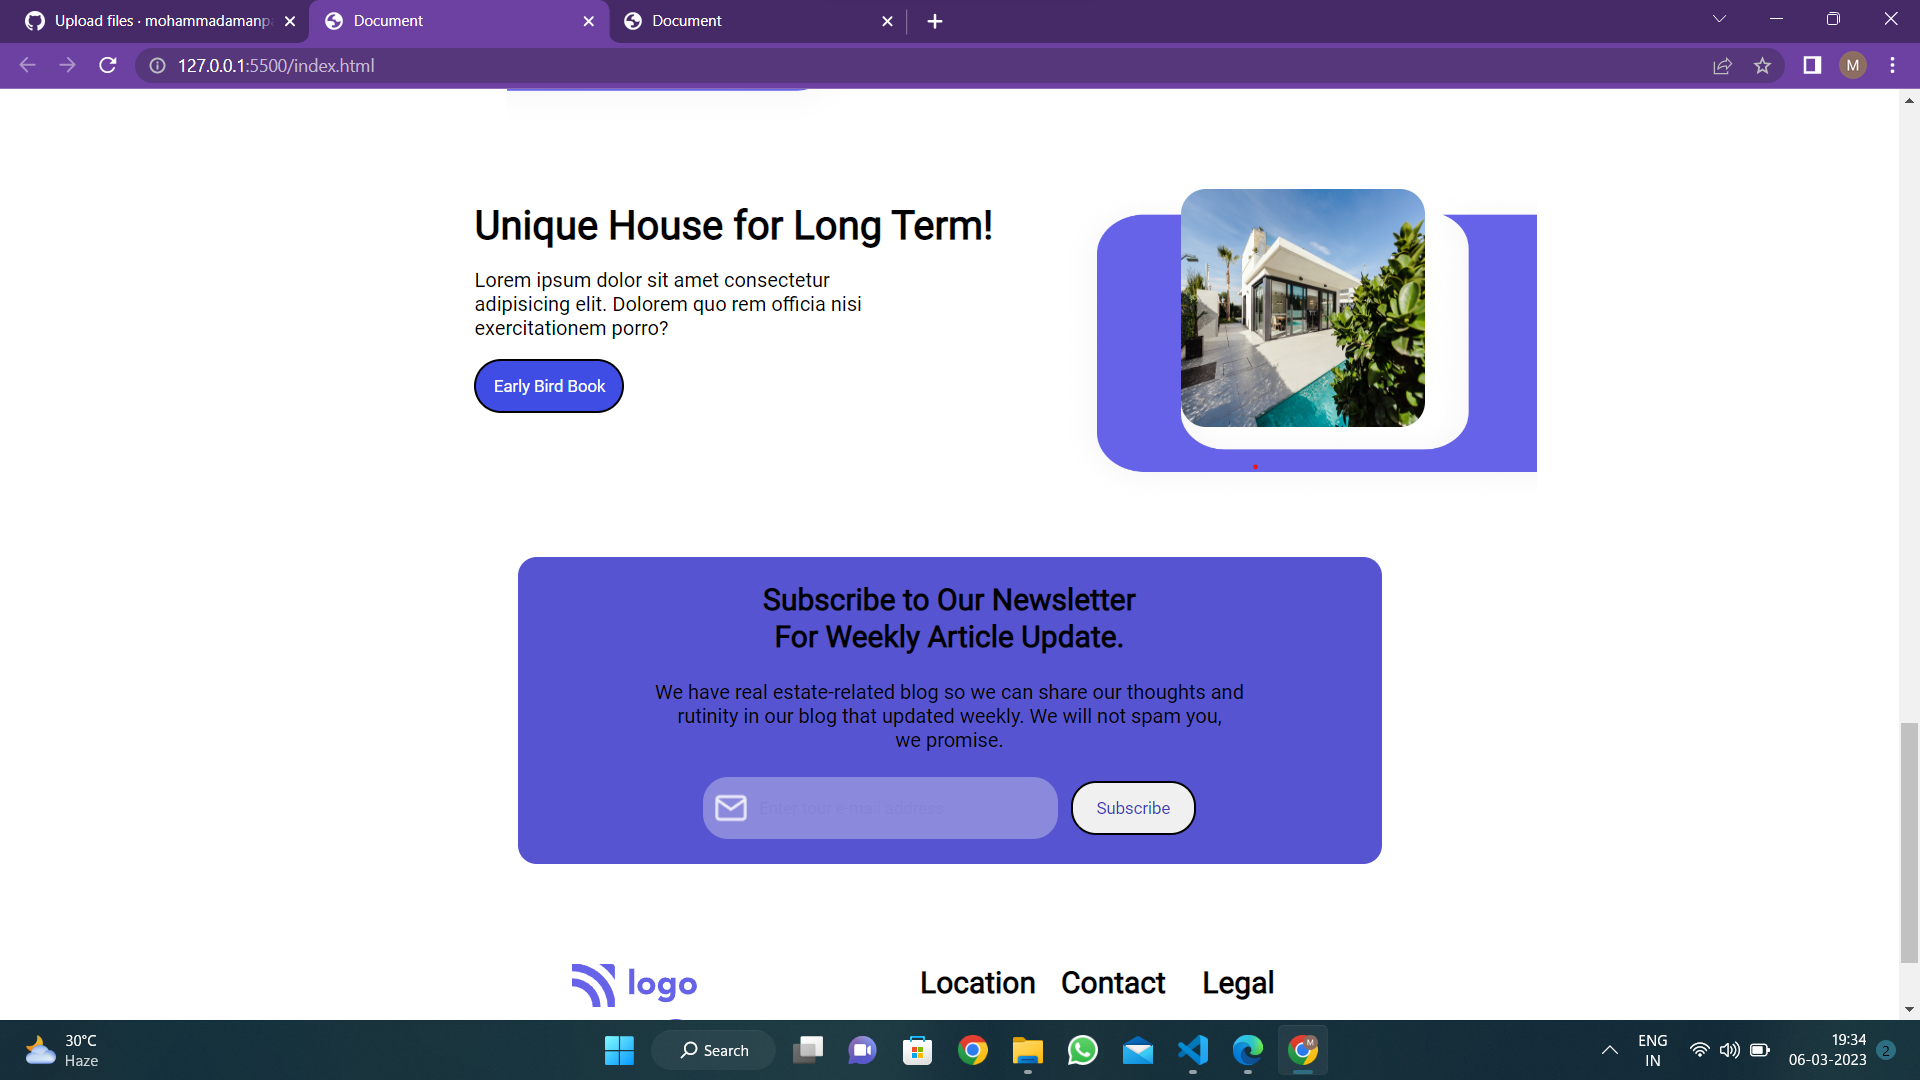 Upload files · mohammadamanpa
Document
Document
127.0.0.1:5500/index.html
M
Unique House for Long Term!
Lorem ipsum dolor sit amet consectetur
adipisicing elit. Dolorem quo rem officia nisi
exercitationem porro?
Early Bird Book
Subscribe to Our Newsletter
For Weekly Article Update.
We have real estate-related blog so we can share our thoughts and
rutinity in our blog that updated weekly. We will not spam you,
we promise.
Enter your e-mail address
Subscribe
logo
Location Contact Legal
30°C
Haze
Search
M
ENG
IN
19:34
06-03-2023
2